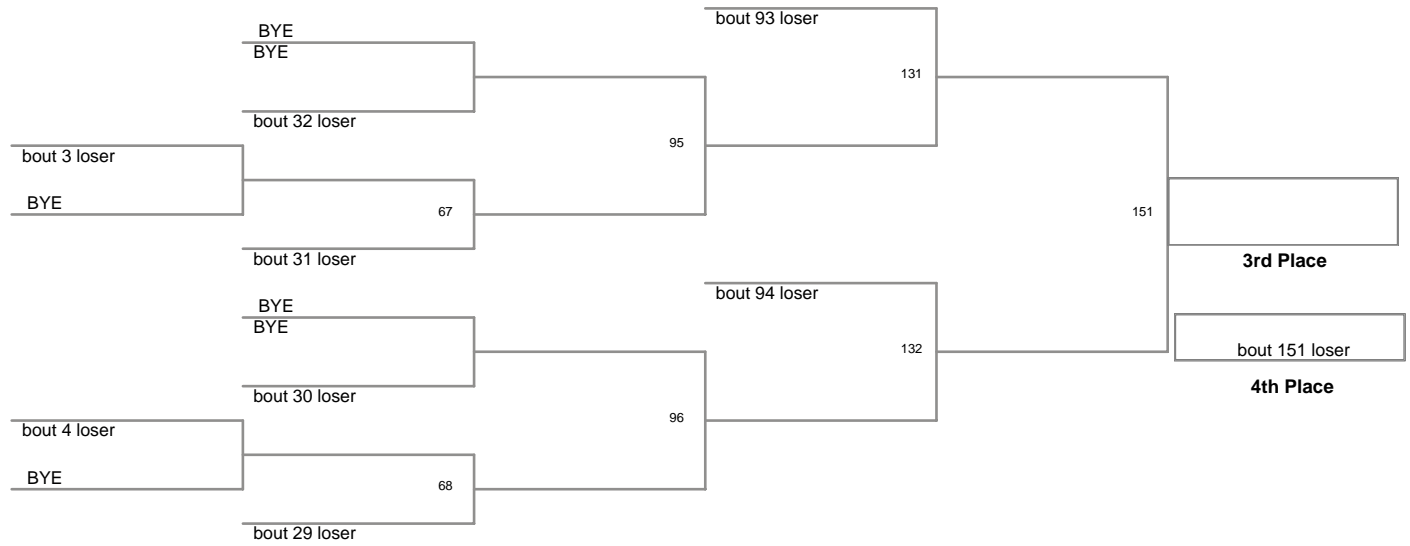 bout 93 loser
BYE
BYE
131
bout 32 loser
95
bout 3 loser
BYE
67
151
bout 31 loser
3rd Place
bout 94 loser
BYE
BYE
132
bout 151 loser
bout 30 loser
4th Place
96
bout 4 loser
BYE
68
bout 29 loser